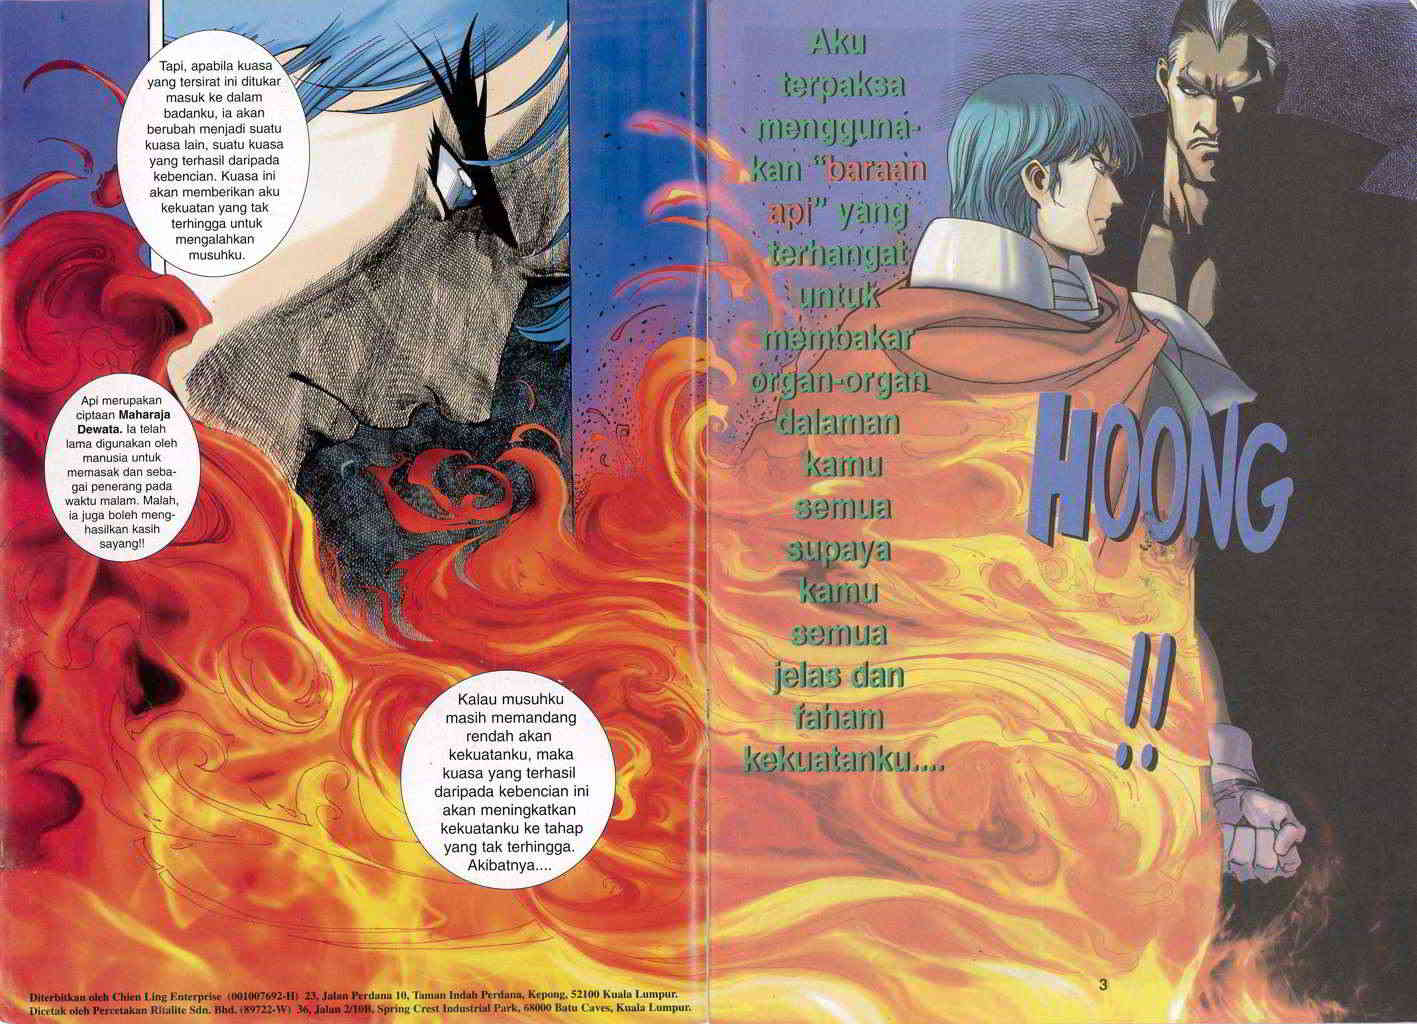 Tapi, apabila kuasa
yang tersirat ini ditukar
masuk ke dalam
badanku, ia akan
berubah menjadi suatu
kuasa lain, suatu kuasa
yang terhasil daripada
kebencian. Kuasa ini
akan memberikan aku
kekuatan yang tak
terhingga untuk
mengalahkan
musuhku.
Api merupakan
ciptaan Maharaja
Dewata. Ia telah
lama digunakan oleh
manusia untuk
memasak dan seba-
gai penerang pada
waktu malam. Malah,
ia juga boleh meng-
hasilkan kasih
sayang!!
Kalau musuhku
masih memandang
rendah akan
kekuatanku, maka
kuasa yang terhasil
daripada kebencian ini
akan meningkatkan
kekuatanku ke tahap
yang tak terhingga.
Akibatnya....
Diterbitkan oleh Chien Ling Enterprise (001007692-H) 23, Jalan Perdana 10, Taman Indah Perdana, Kepong, 52100 Kuala Lumpur.
Dicetak oleh Percetakan Ritalite Sdn. Bhd. (89722-W) 36, Jalan 2/10B, Spring Crest Industrial Park, 68000 Batu Caves, Kuala Lumpur.
Aku
terpaksa
mengguna-
kan "baraan
api" yang
terhangat
untuk
membakar
organ-organ
dalaman
kamu
semua
supaya
kamu
semua
jelas dan
faham
kekuatanku....
HOONG
!!
3